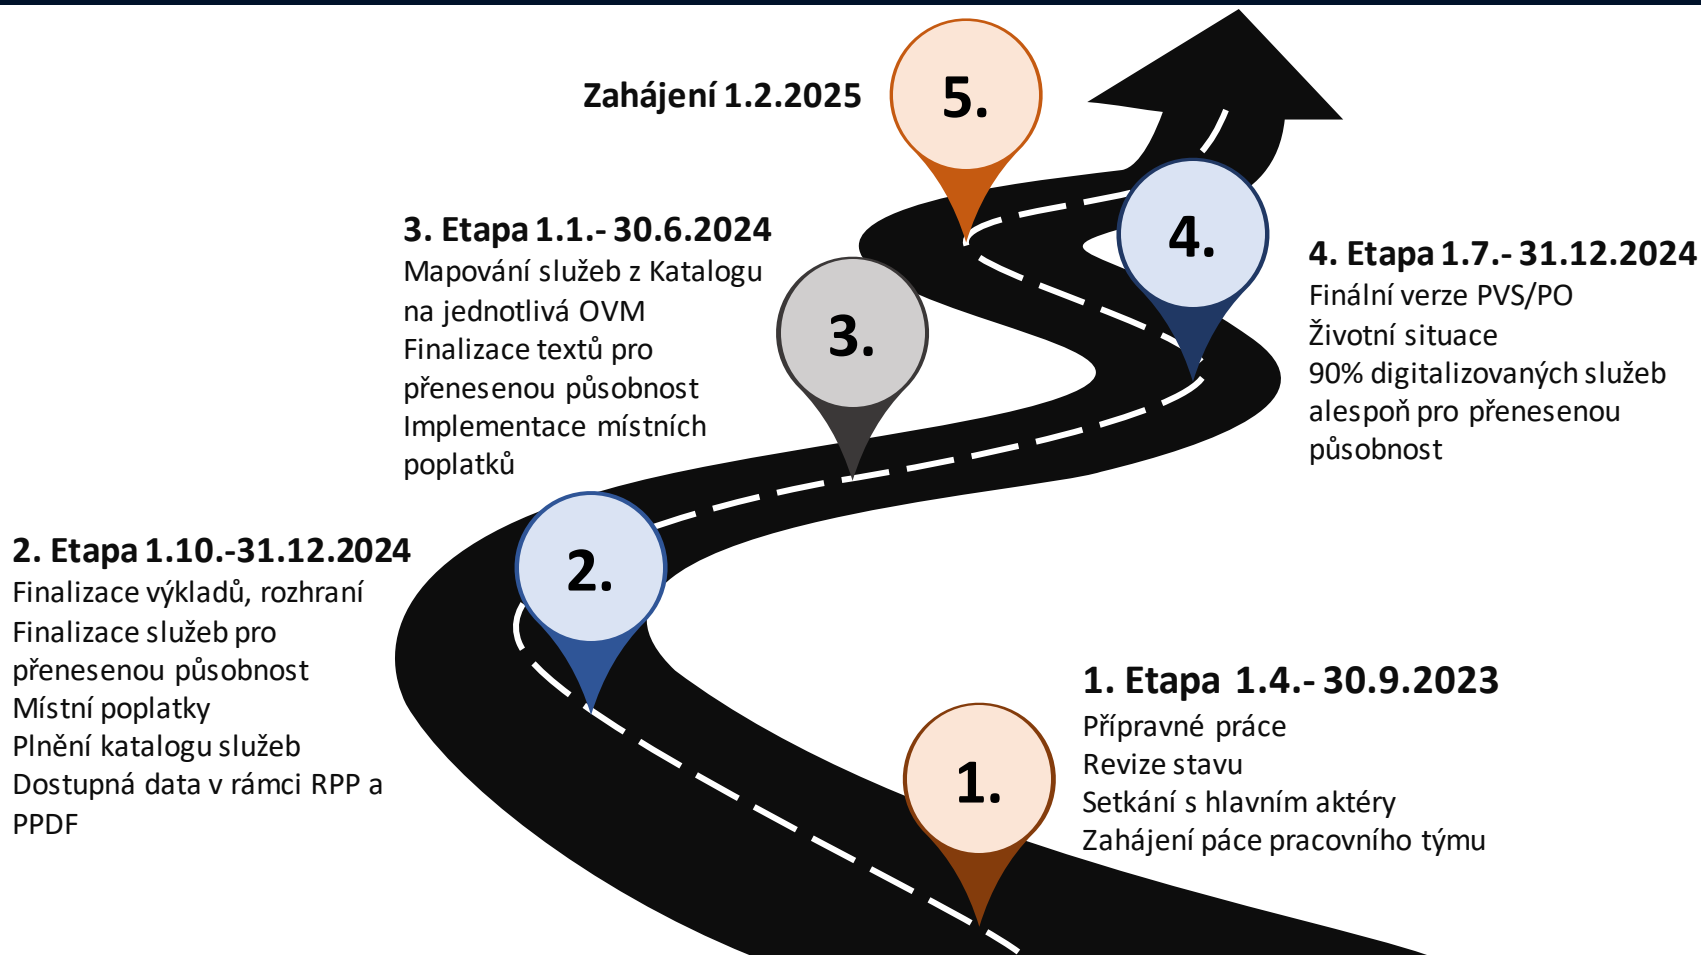 Zahájení 1.2.2025
5.
3. Etapa 1.1.- 30.6.2024
Mapování služeb z Katalogu
na jednotlivá OVM
Finalizace textů pro
přenesenou působnost
Implementace místních
poplatků
3.
4.
4. Etapa 1.7.- 31.12.2024
Finální verze PVS/PO
Životní situace
90% digitalizovaných služeb
alespoň pro přenesenou
působnost
2. Etapa 1.10.-31.12.2024
Finalizace výkladů, rozhraní
Finalizace služeb pro
přenesenou působnost
Místní poplatky
Plnění katalogu služeb
Dostupná data v rámci RPP a
PPDF
2.
1.
1. Etapa 1.4.- 30.9.2023
Přípravné práce
Revize stavu
Setkání s hlavním aktéry
Zahájení páce pracovního týmu